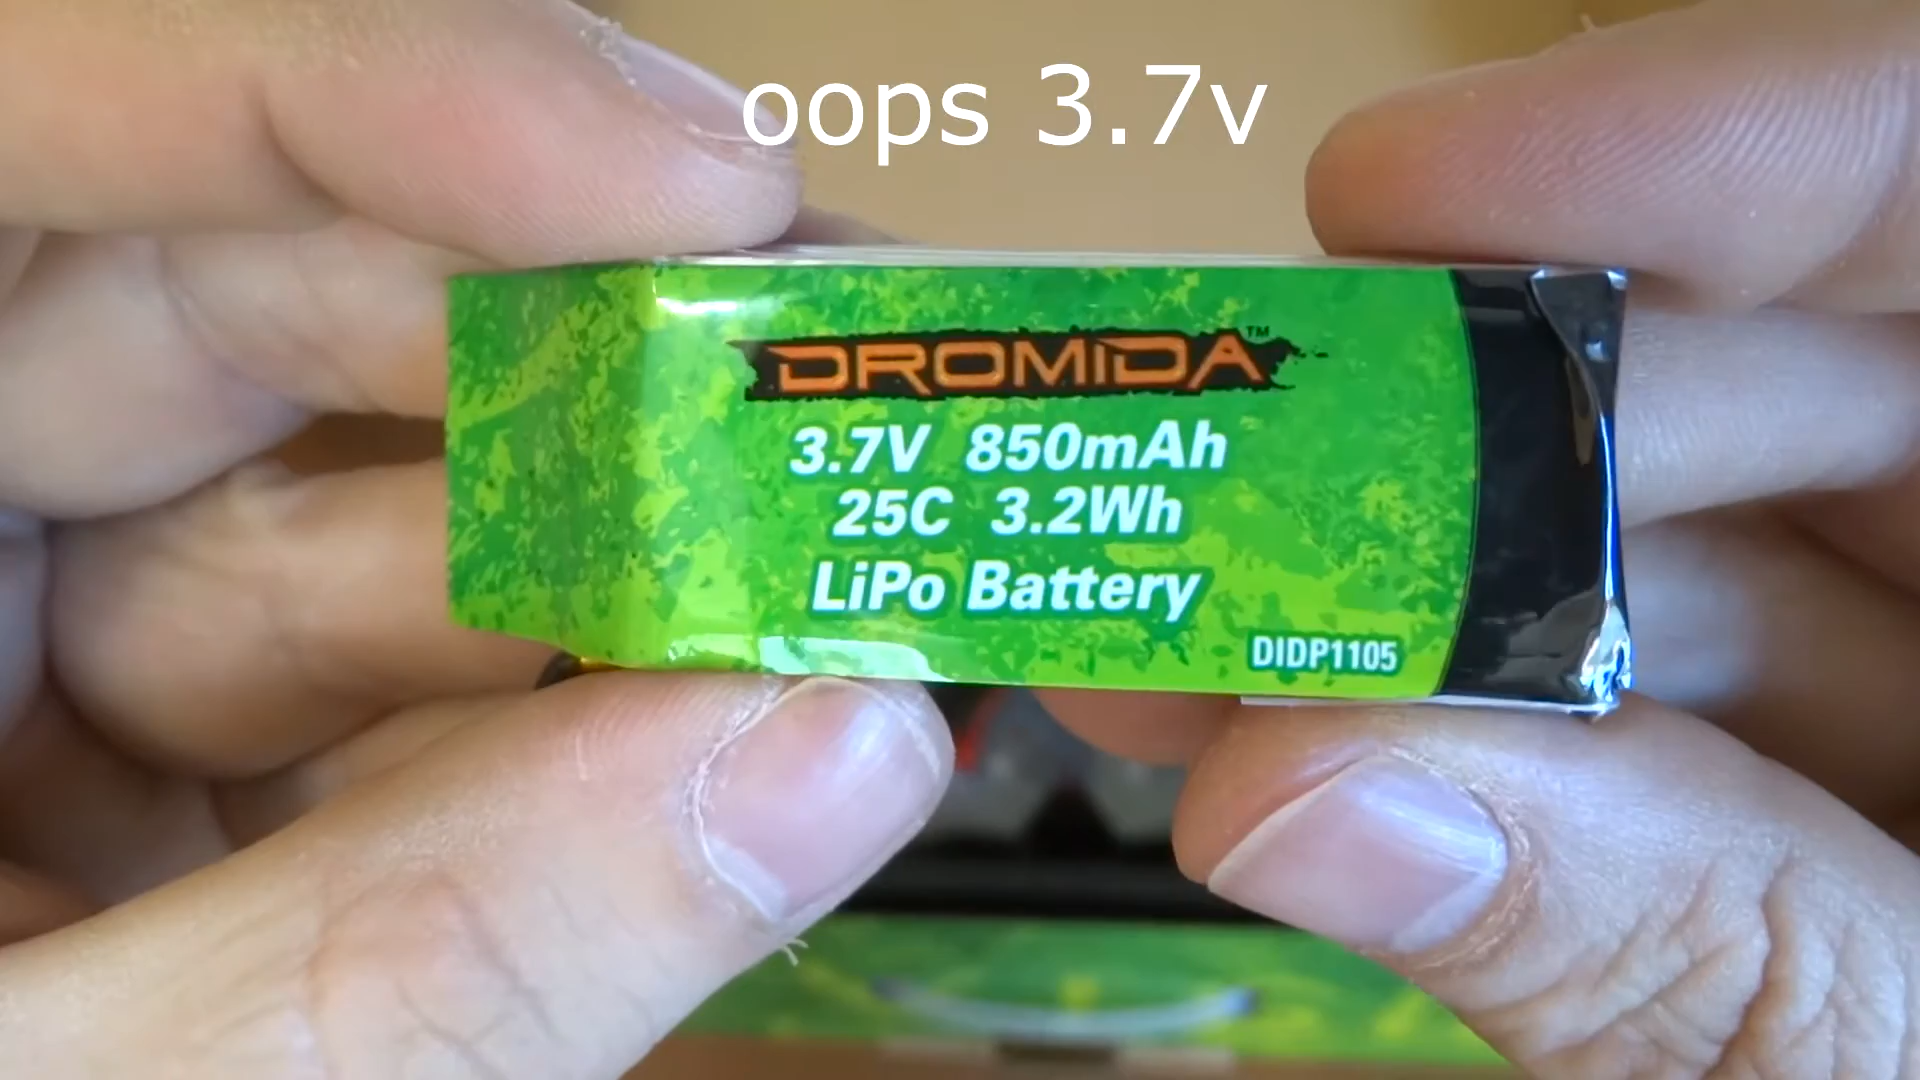 oops 3.7v
DROMIDA™
3.7V 850mAh
25C 3.2Wh
LiPo Battery
DIDP1105